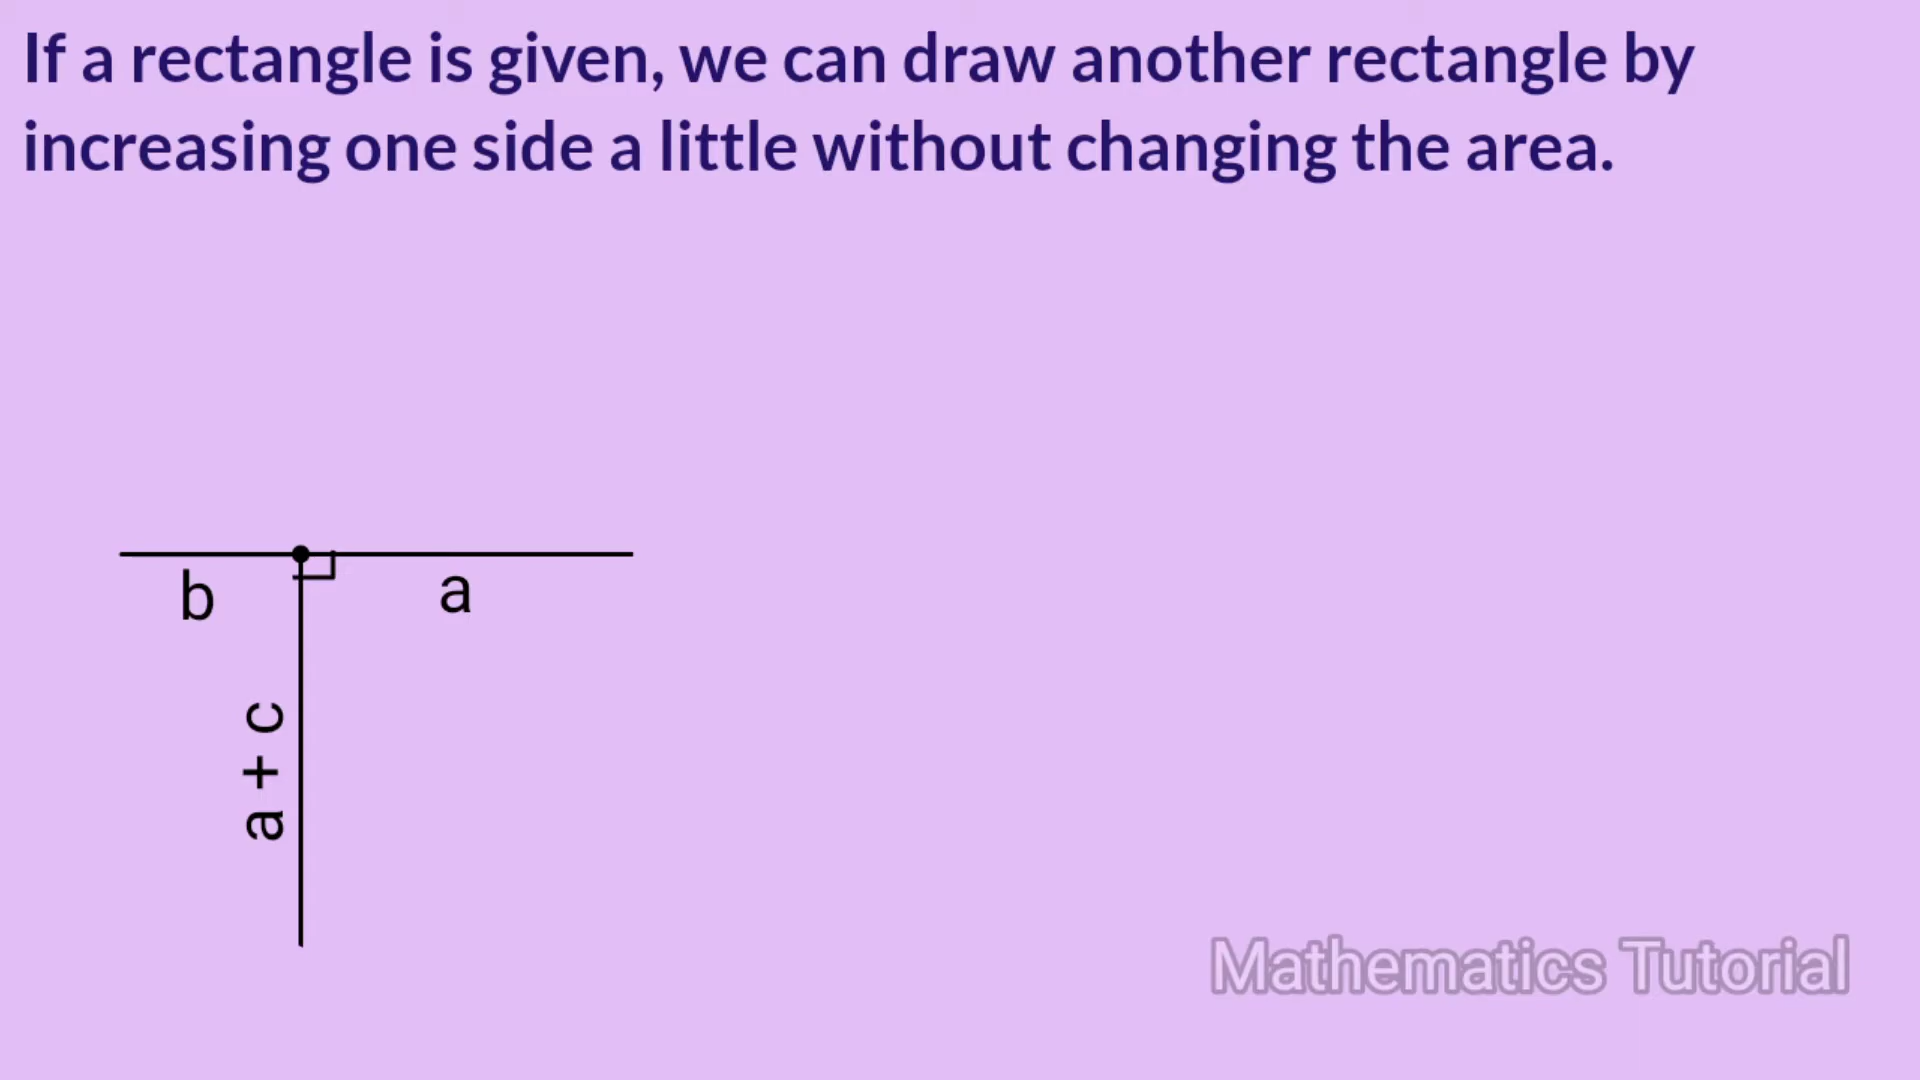 If a rectangle is given, we can draw another rectangle by
increasing one side a little without changing the area.
b
a
a + c
Mathematics Tutorial